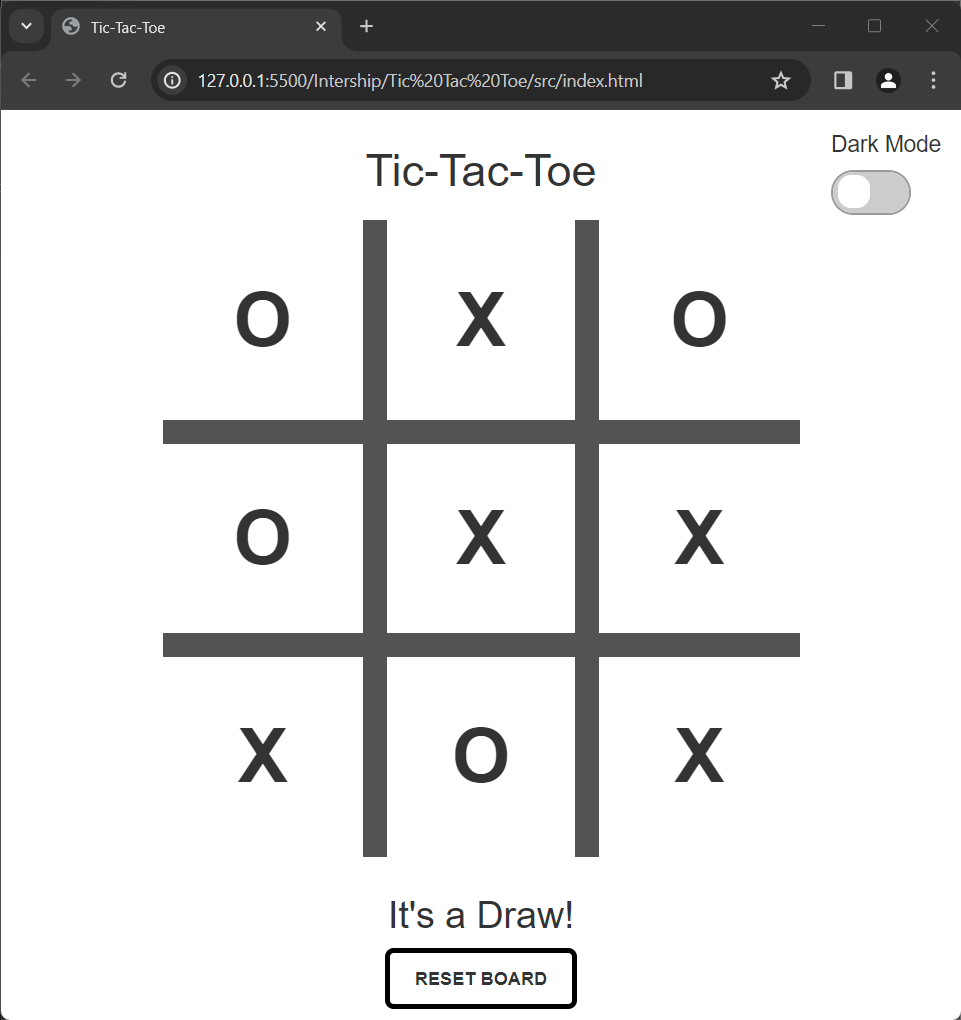 Tic-Tac-Toe
127.0.0.1:5500/Intership/Tic%20Tac%20Toe/src/index.html
Dark Mode
Tic-Tac-Toe
O X O
O X X
X O X
It's a Draw!
RESET BOARD